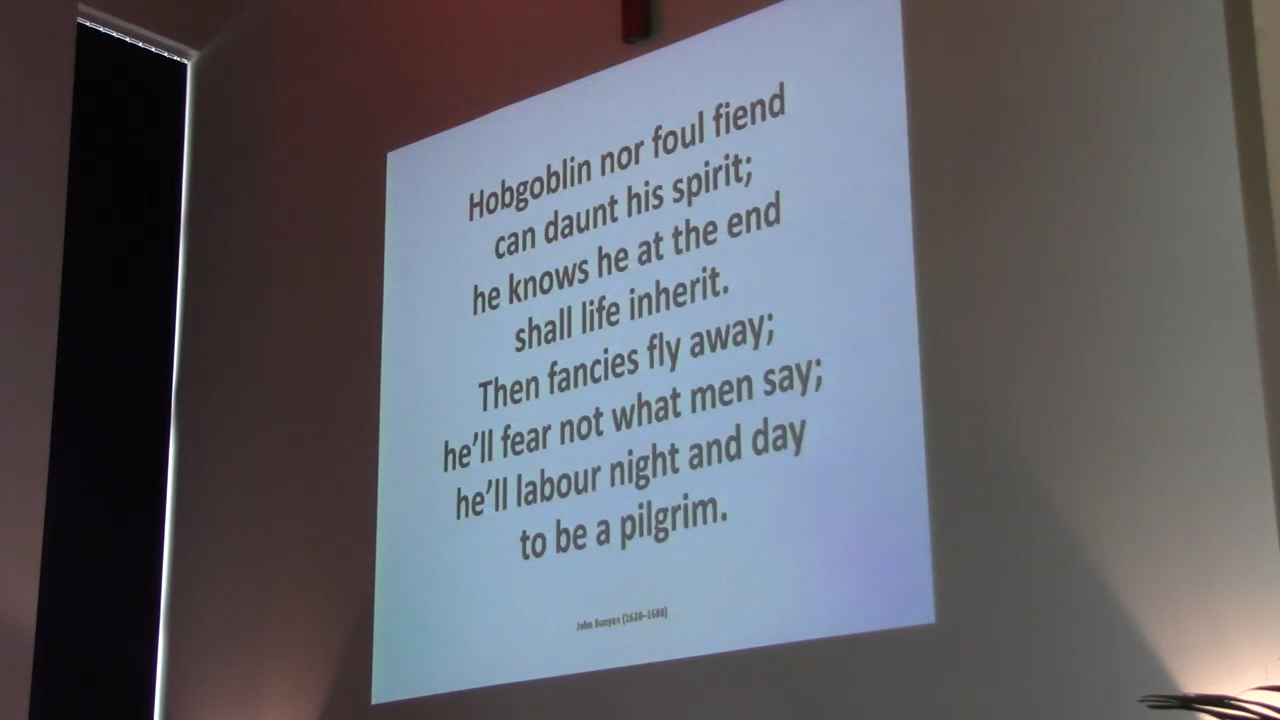 Hobgoblin nor foul fiend
can daunt his spirit;
he knows he at the end
shall life inherit.
Then fancies fly away;
he'll fear not what men say;
he'll labour night and day
to be a pilgrim.
John Bunyan (1628–1688)